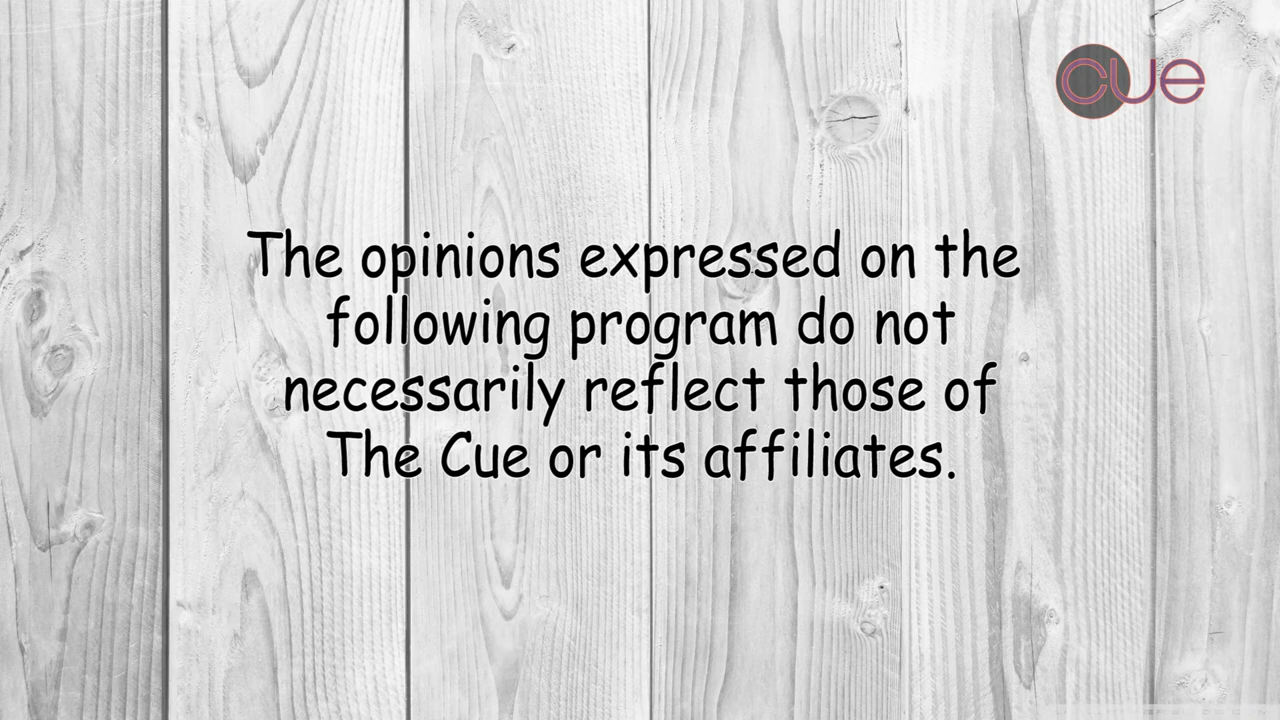 cue
The opinions expressed on the
following program do not
necessarily reflect those of
The Cue or its affiliates.